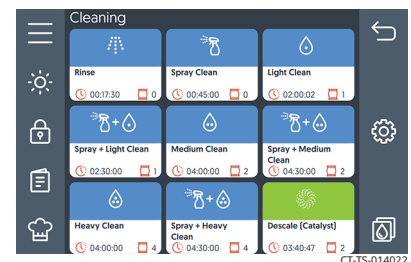 Cleaning
Rinse
00:17:30 0
Spray Clean
00:45:00 0
Light Clean
02:00:02 1
Spray + Light Clean
02:30:00 1
Medium Clean
04:00:00 2
Spray + Medium
Clean
04:30:00 2
Heavy Clean
04:00:00 4
Spray + Heavy
Clean
04:30:00 4
Descale (Catalyst)
03:40:47 2
CT-TS-014022